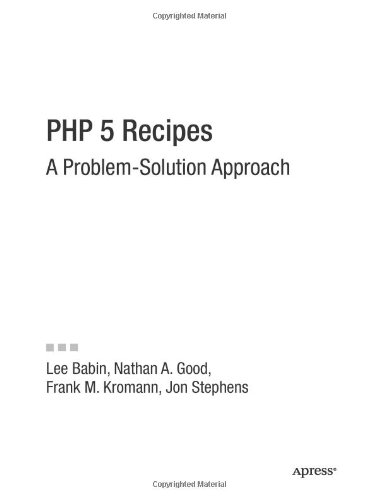 Copyrighted Material
PHP 5 Recipes
A Problem-Solution Approach
Lee Babin, Nathan A. Good,
Frank M. Kromann, Jon Stephens
Apress®
Copyrighted Material